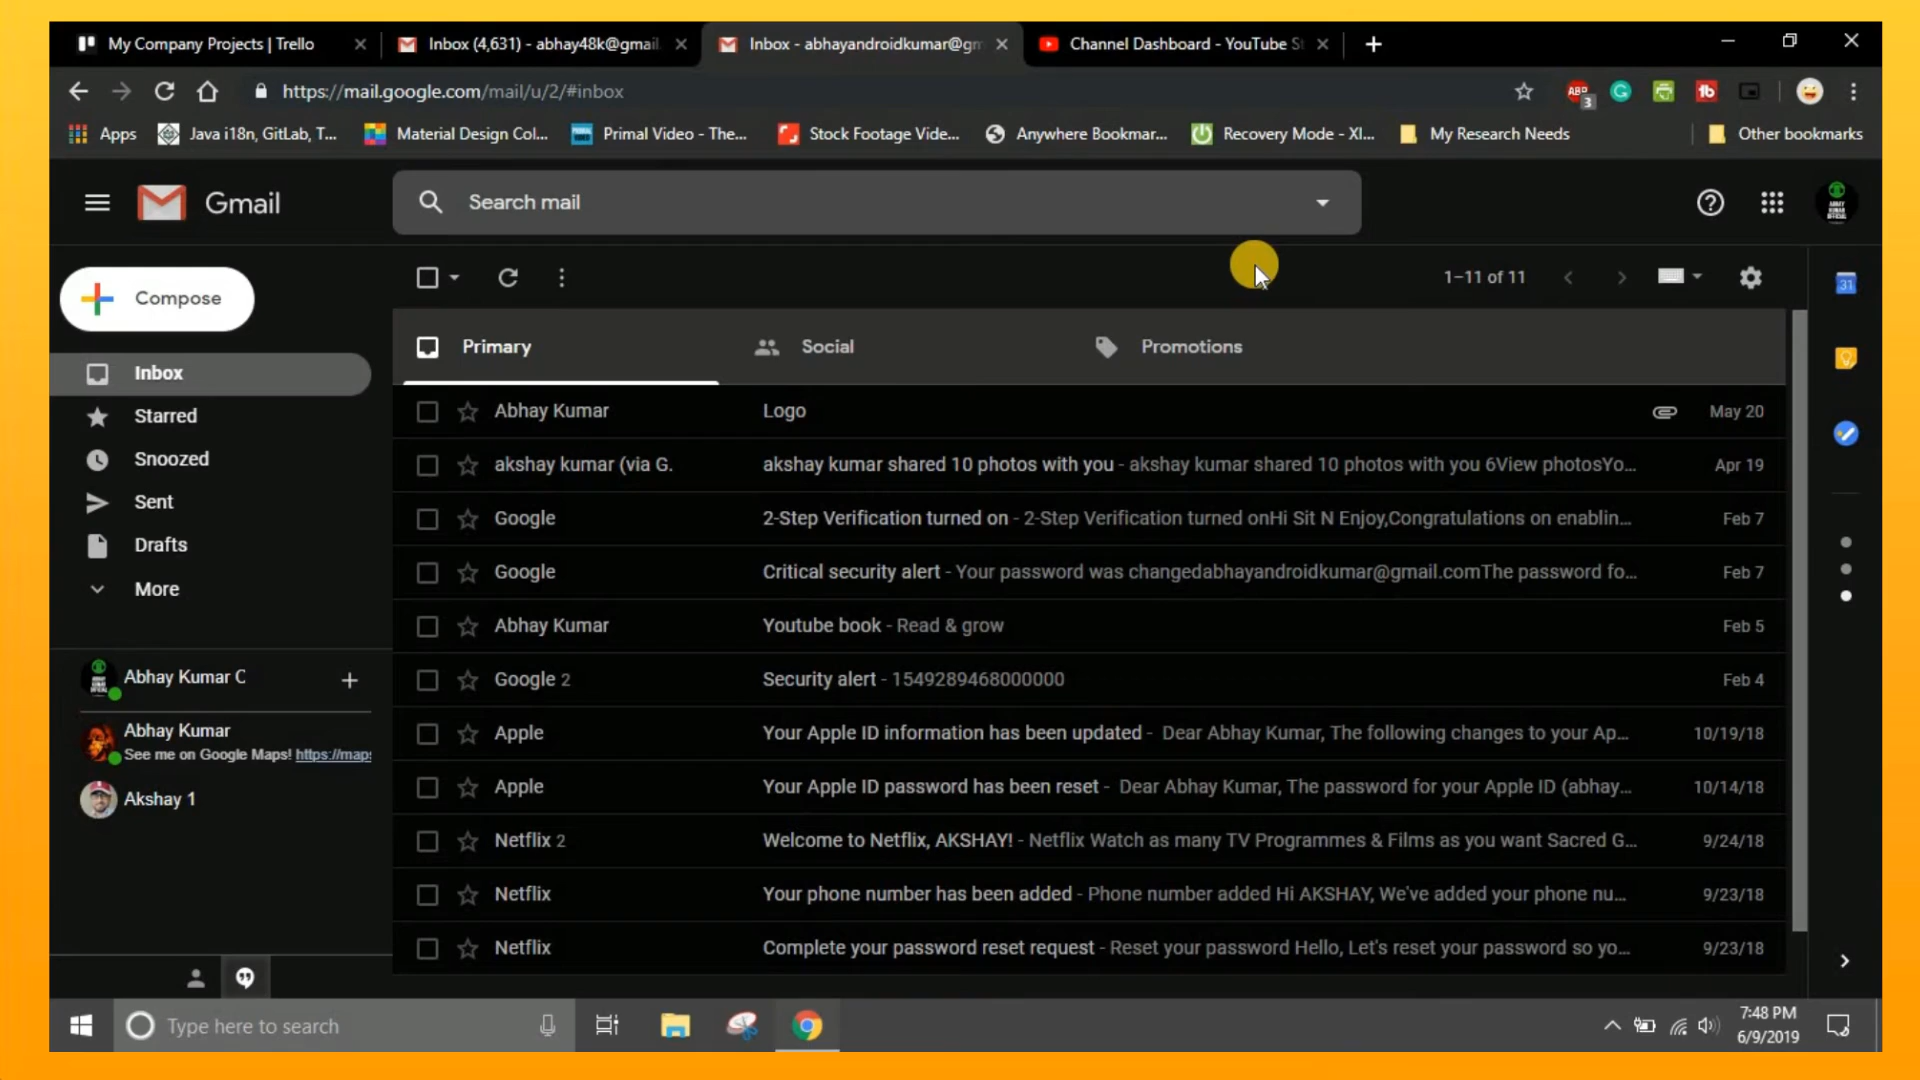 My Company Projects | Trello
Inbox (4,631) - abhay48k@gmail.
Inbox - abhayandroidkumar@gm
Channel Dashboard - YouTube St
https://mail.google.com/mail/u/2/#inbox
ABP
3
Apps
Java i18n, GitLab, T...
Material Design Col...
Primal Video - The...
Stock Footage Vide...
Anywhere Bookmar...
Recovery Mode - XI...
My Research Needs
Other bookmarks
Gmail
Search mail
ABHAY
KUMAR
OFFICIAL
Compose
1–11 of 11
31
Primary
Social
Promotions
Inbox
Starred
Snoozed
Sent
Drafts
More
Abhay Kumar
Logo
May 20
akshay kumar (via G.
akshay kumar shared 10 photos with you - akshay kumar shared 10 photos with you 6View photosYo...
Apr 19
Google
2-Step Verification turned on - 2-Step Verification turned onHi Sit N Enjoy,Congratulations on enablin...
Feb 7
Google
Critical security alert - Your password was changedabhayandroidkumar@gmail.comThe password fo...
Feb 7
Abhay Kumar
Youtube book - Read & grow
Feb 5
Google 2
Security alert - 1549289468000000
Feb 4
Apple
Your Apple ID information has been updated - Dear Abhay Kumar, The following changes to your Ap...
10/19/18
Apple
Your Apple ID password has been reset - Dear Abhay Kumar, The password for your Apple ID (abhay...
10/14/18
Netflix 2
Welcome to Netflix, AKSHAY! - Netflix Watch as many TV Programmes & Films as you want Sacred G...
9/24/18
Netflix
Your phone number has been added - Phone number added Hi AKSHAY, We've added your phone nu...
9/23/18
Netflix
Complete your password reset request - Reset your password Hello, Let's reset your password so yo...
9/23/18
Abhay Kumar O
Abhay Kumar
See me on Google Maps! https://maps
Akshay 1
Type here to search
7:48 PM
6/9/2019